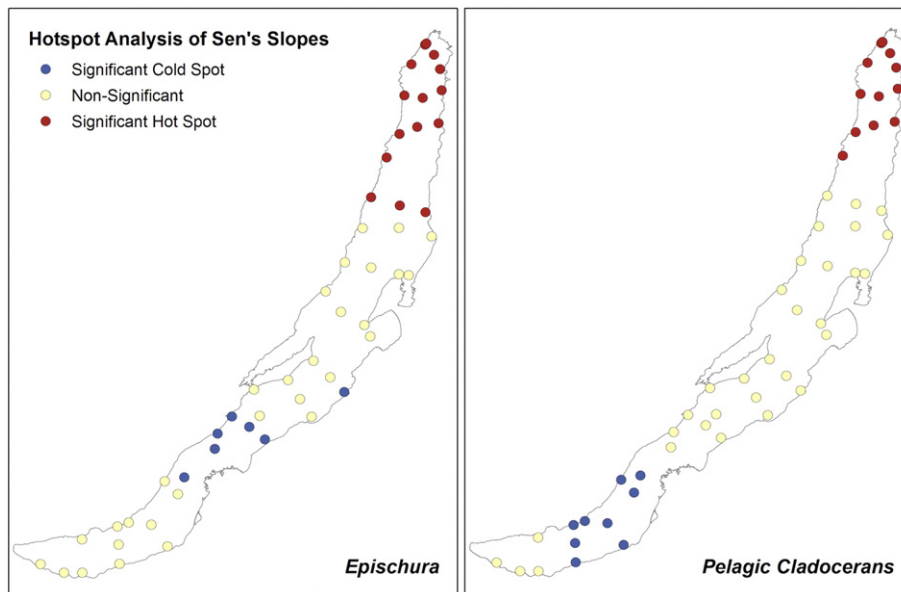 Hotspot Analysis of Sen's Slopes
Significant Cold Spot
Non-Significant
Significant Hot Spot
Epischura
Pelagic Cladocerans